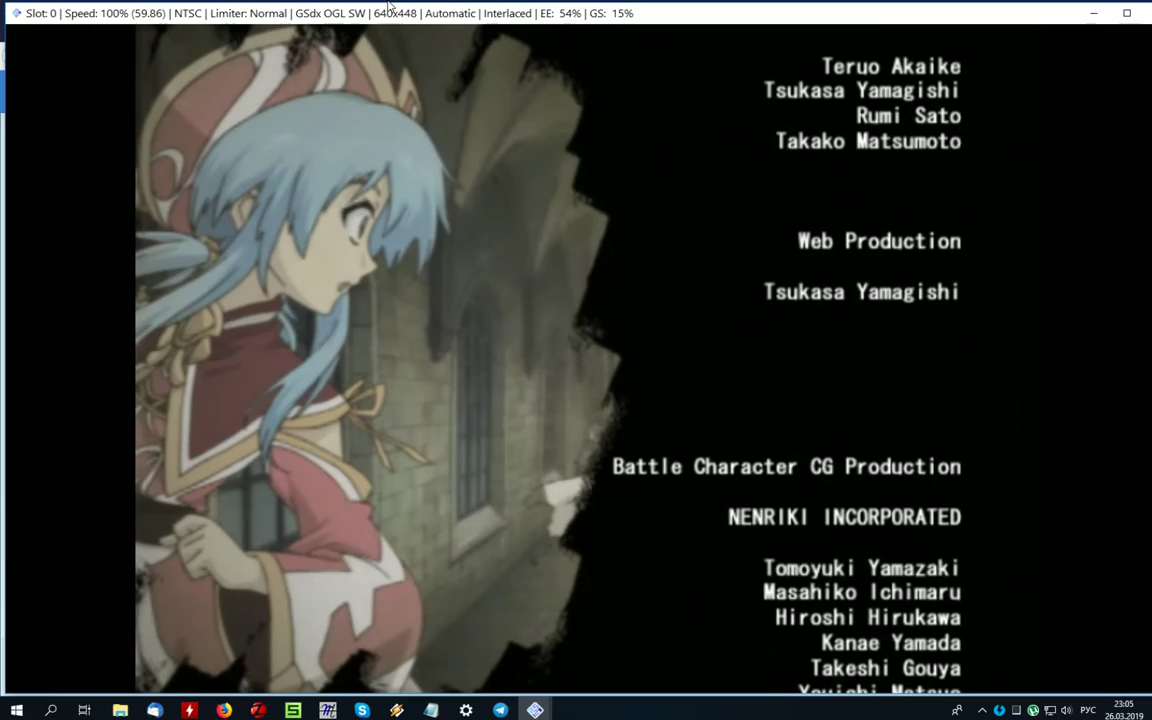 Slot: 0 | Speed: 100% (59.86) | NTSC | Limiter: Normal | GSdx OGL SW | 640x448 | Automatic | Interlaced | EE: 54% | GS: 15%
Teruo Akaike
Tsukasa Yamagishi
Rumi Sato
Takako Matsumoto
Web Production
Tsukasa Yamagishi
Battle Character CG Production
NENRIKI INCORPORATED
Tomoyuki Yamazaki
Masahiko Ichimaru
Hiroshi Hirukawa
Kanae Yamada
Takeshi Gouya
РУС
23:05
26.03.2019